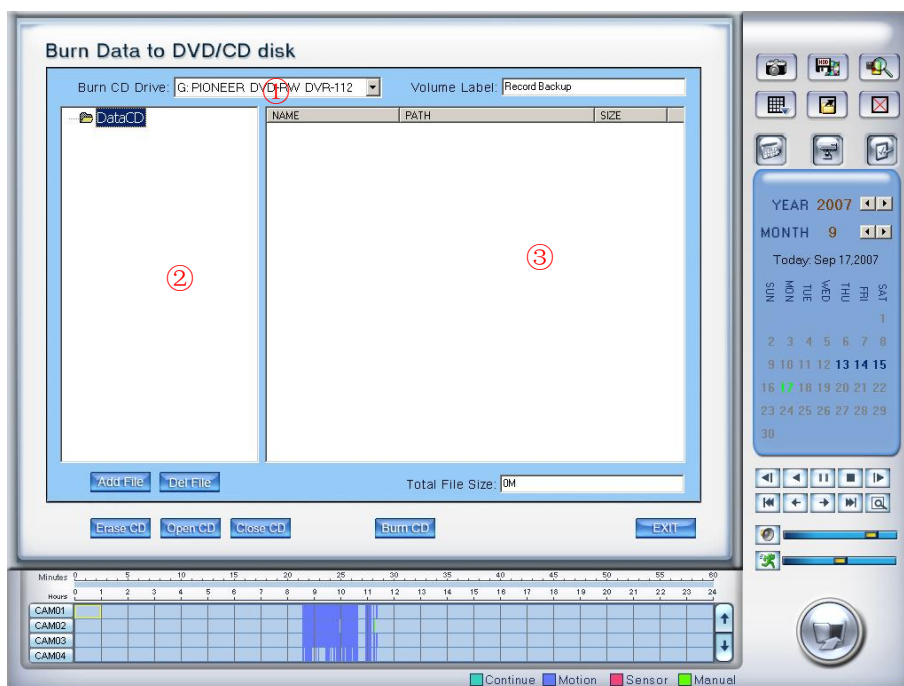 Burn Data to DVD/CD disk
Burn CD Drive: G: PIONEER DVD-RW DVR-112 Volume Label: Record Backup
①
DataCD NAME PATH SIZE
②
③
Add File Del File Total File Size: 0M
Erase CD Open CD Close CD Burn CD EXIT
YEAR 2007
MONTH 9
Today: Sep 17,2007
SUN MON TUE WED THU FRI SAT
1
2 3 4 5 6 7 8
9 10 11 12 13 14 15
16 17 18 19 20 21 22
23 24 25 26 27 28 29
30
Minutes 0 5 10 15 20 25 30 35 40 45 50 55 60
Hours 0 1 2 3 4 5 6 7 8 9 10 11 12 13 14 15 16 17 18 19 20 21 22 23 24
CAM01
CAM02
CAM03
CAM04
Continue Motion Sensor Manual